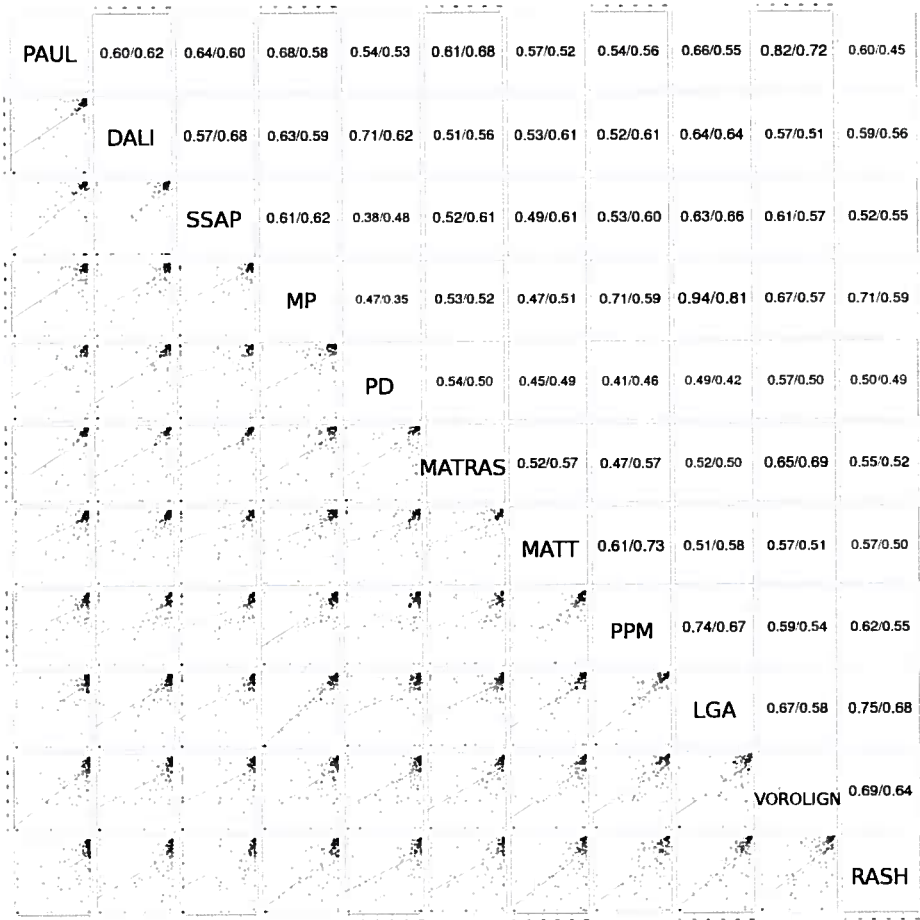 PAUL 0.60/0.62 0.64/0.60 0.68/0.58 0.54/0.53 0.61/0.68 0.57/0.52 0.54/0.56 0.66/0.55 0.82/0.72 0.60/0.45
DALI 0.57/0.68 0.63/0.59 0.71/0.62 0.51/0.56 0.53/0.61 0.52/0.61 0.64/0.64 0.57/0.51 0.59/0.56
SSAP 0.61/0.62 0.38/0.48 0.52/0.61 0.49/0.61 0.53/0.60 0.63/0.66 0.61/0.57 0.52/0.55
MP 0.47/0.35 0.53/0.52 0.47/0.51 0.71/0.59 0.94/0.81 0.67/0.57 0.71/0.59
PD 0.54/0.50 0.45/0.49 0.41/0.46 0.49/0.42 0.57/0.50 0.50/0.49
MATRAS 0.52/0.57 0.47/0.57 0.52/0.50 0.65/0.69 0.55/0.52
MATT 0.61/0.73 0.51/0.58 0.57/0.51 0.57/0.50
PPM 0.74/0.67 0.59/0.54 0.62/0.55
LGA 0.67/0.58 0.75/0.68
VOROLIGN 0.69/0.64
RASH